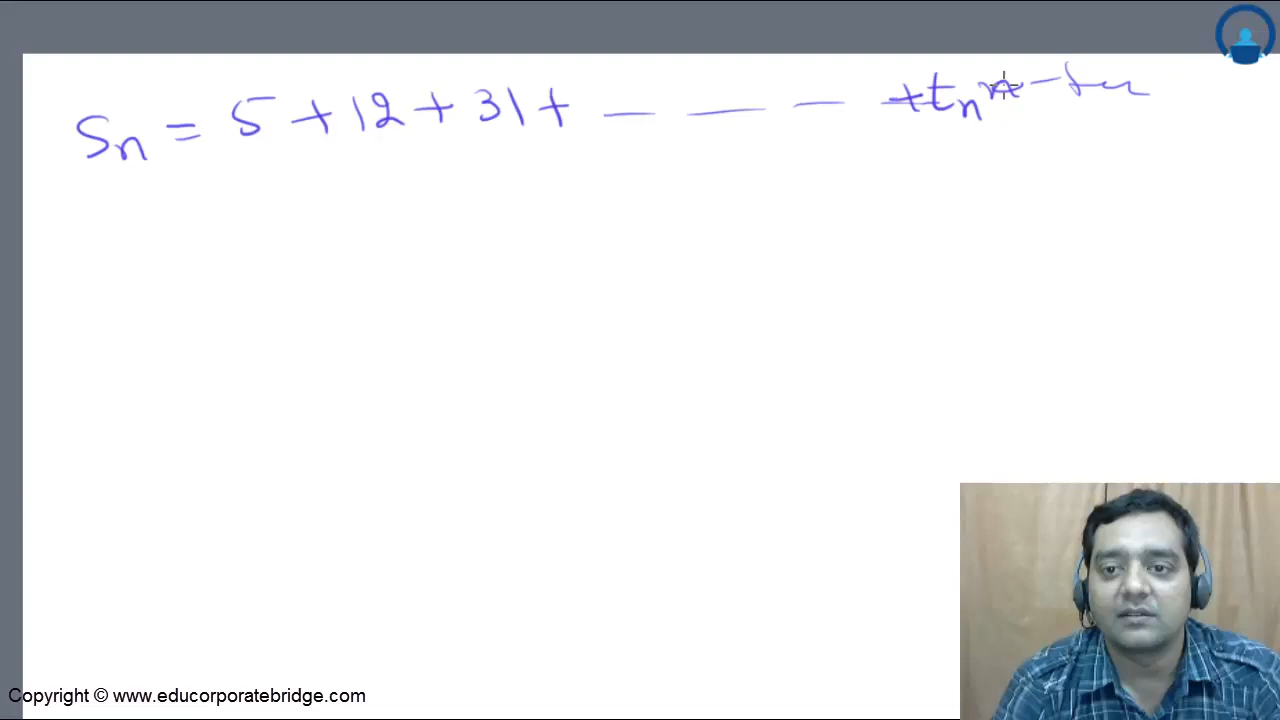 Sn = 5 + 12 + 31 + — — — + tn
Copyright © www.educorporatebridge.com